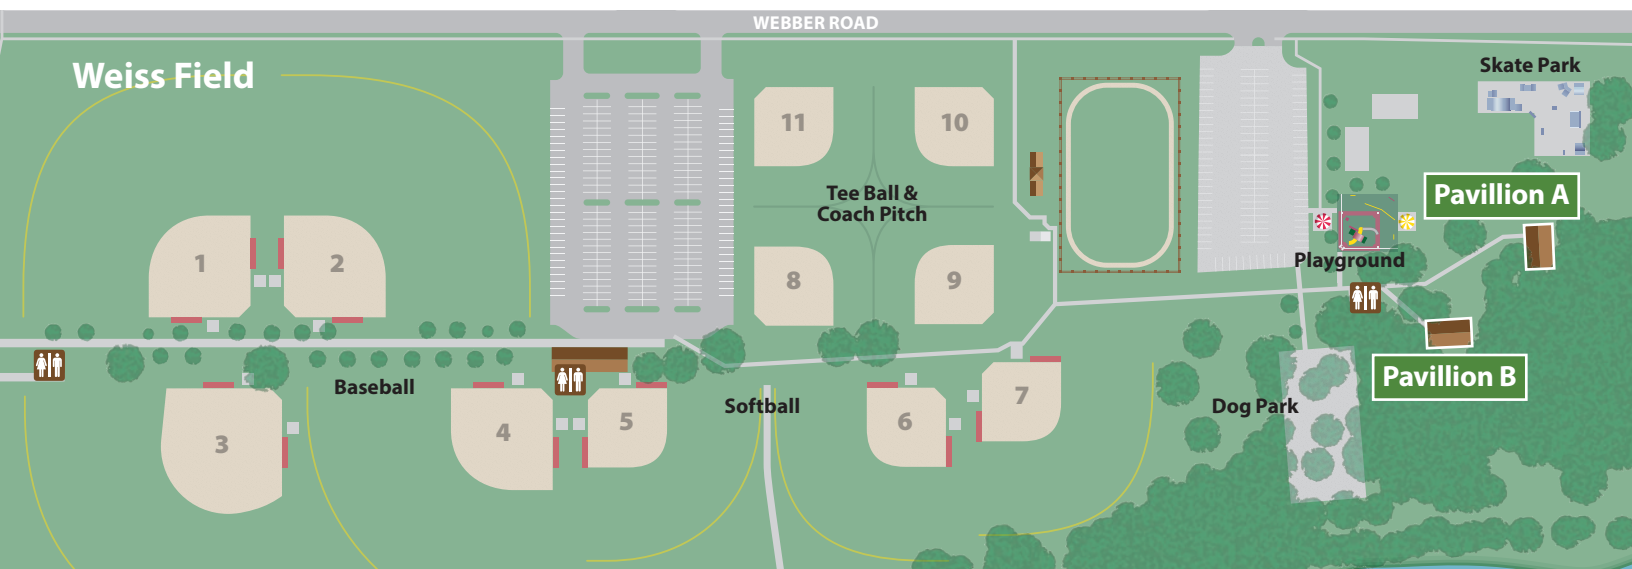 WEBBER ROAD
Weiss Field
Skate Park
11
10
Tee Ball &
Coach Pitch
Pavillion A
1
2
8
9
Playground
Baseball
Softball
Dog Park
Pavillion B
3
4
5
6
7